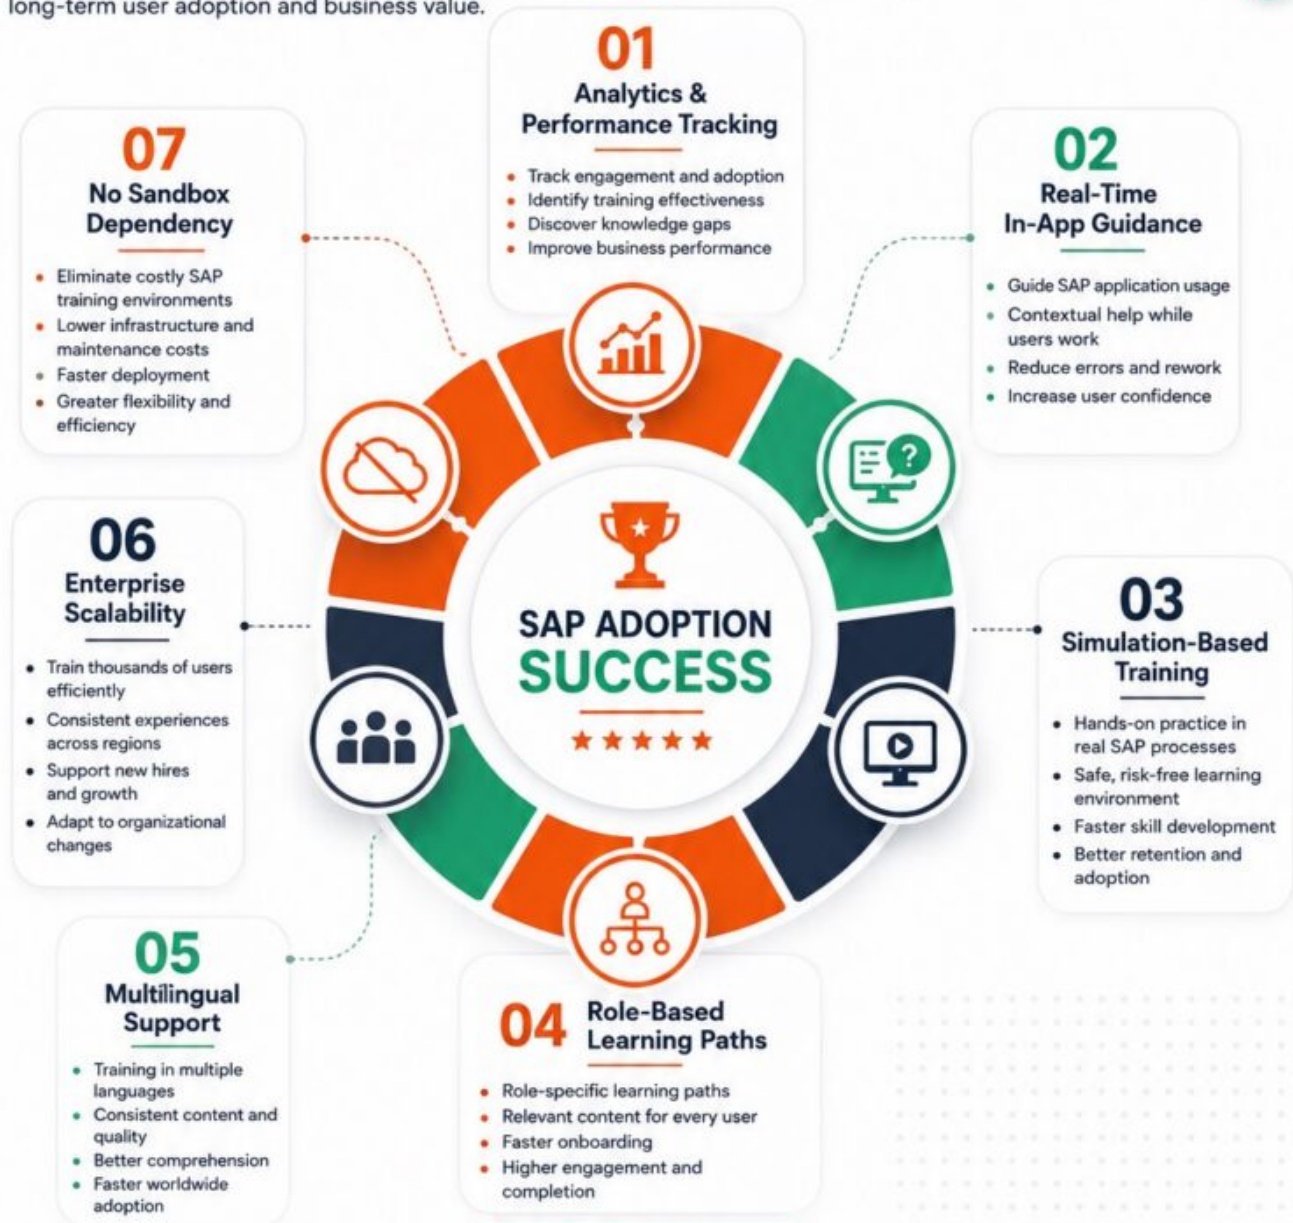 long-term user adoption and business value.
01
Analytics &
Performance Tracking
Track engagement and adoption
Identify training effectiveness
Discover knowledge gaps
Improve business performance
02
Real-Time
In-App Guidance
Guide SAP application usage
Contextual help while
users work
Reduce errors and rework
Increase user confidence
03
Simulation-Based
Training
Hands-on practice in
real SAP processes
Safe, risk-free learning
environment
Faster skill development
Better retention and
adoption
04
Role-Based
Learning Paths
Role-specific learning paths
Relevant content for every user
Faster onboarding
Higher engagement and
completion
05
Multilingual
Support
Training in multiple
languages
Consistent content and
quality
Better comprehension
Faster worldwide
adoption
06
Enterprise
Scalability
Train thousands of users
efficiently
Consistent experiences
across regions
Support new hires
and growth
Adapt to organizational
changes
07
No Sandbox
Dependency
Eliminate costly SAP
training environments
Lower infrastructure and
maintenance costs
Faster deployment
Greater flexibility and
efficiency
?
SAP ADOPTION
SUCCESS